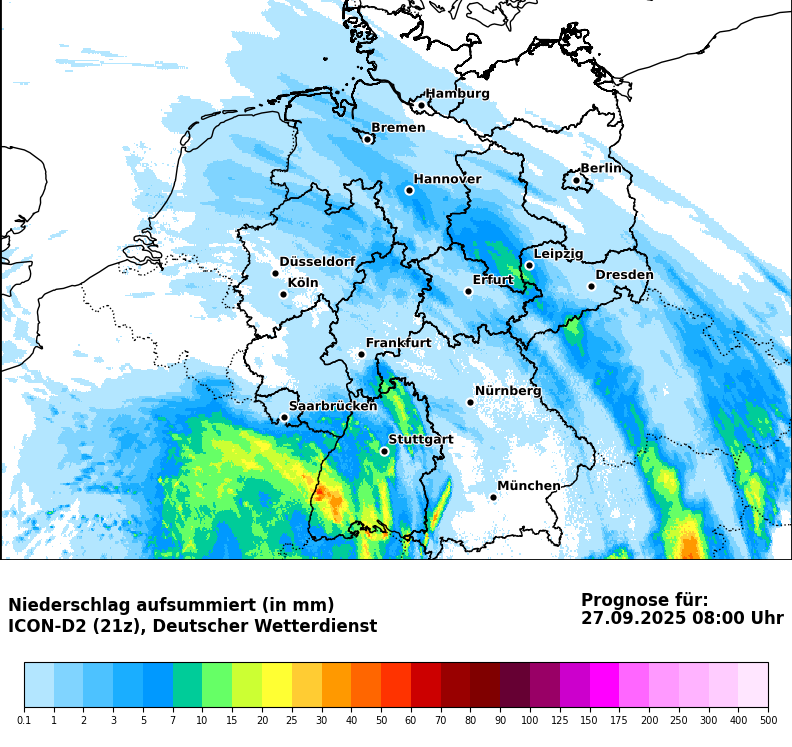 Hamburg
Bremen
Berlin
Hannover
Düsseldorf
Leipzig
Köln
Erfurt
Dresden
Frankfurt
Nürnberg
Saarbrücken
Stuttgart
München
Niederschlag aufsummiert (in mm)
ICON-D2 (21z), Deutscher Wetterdienst
Prognose für:
27.09.2025 08:00 Uhr
0.1 1 2 3 5 7 10 15 20 25 30 40 50 60 70 80 90 100 125 150 175 200 250 300 400 500